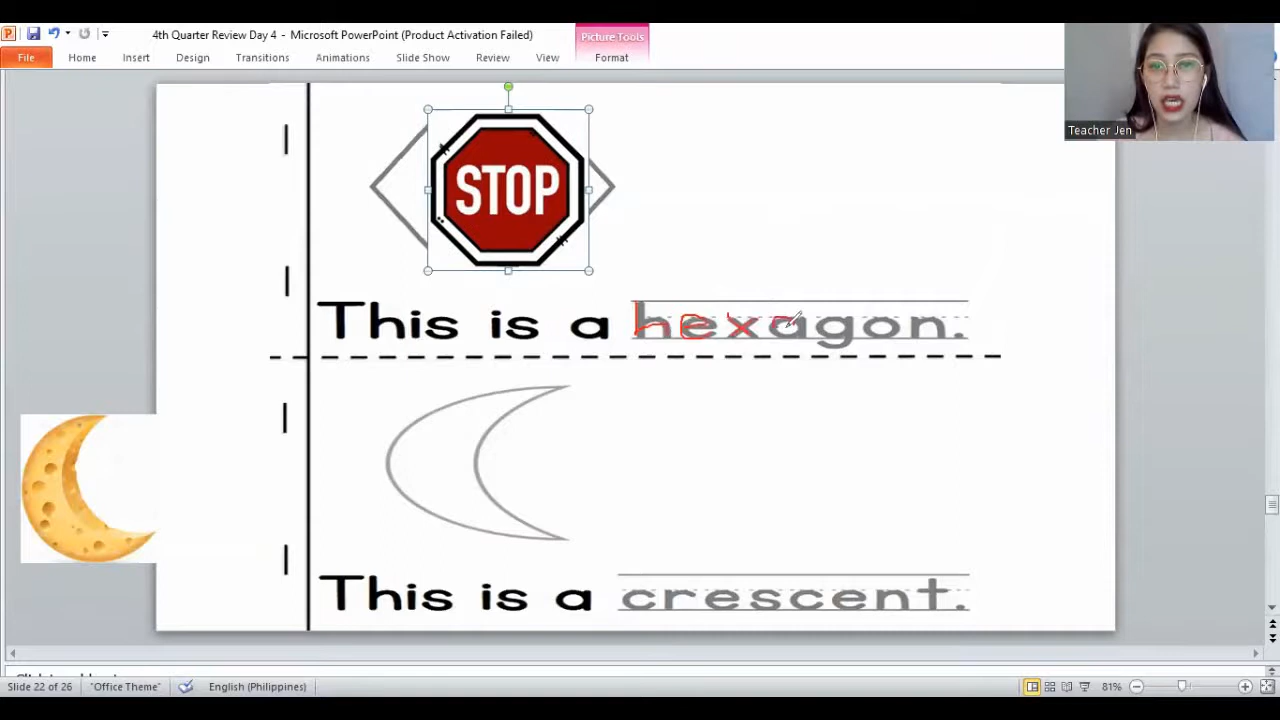 4th Quarter Review Day 4 - Microsoft PowerPoint (Product Activation Failed)
Picture Tools
File Home Insert Design Transitions Animations Slide Show Review View Format
Teacher Jen
STOP
This is a hexagon.
This is a crescent.
Slide 22 of 26 "Office Theme" English (Philippines) 81%